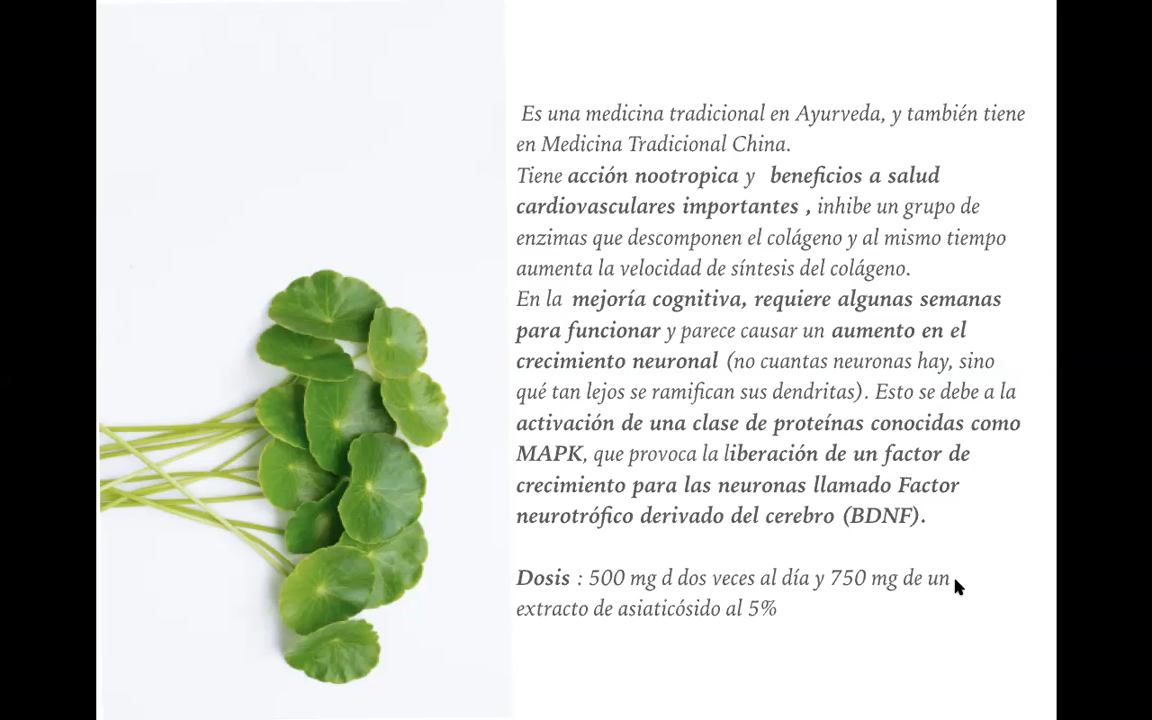 Es una medicina tradicional en Ayurveda, y también tiene
en Medicina Tradicional China.
Tiene acción nootropica y beneficios a salud
cardiovasculares importantes , inhibe un grupo de
enzimas que descomponen el colágeno y al mismo tiempo
aumenta la velocidad de síntesis del colágeno.
En la mejoría cognitiva, requiere algunas semanas
para funcionar y parece causar un aumento en el
crecimiento neuronal (no cuantas neuronas hay, sino
qué tan lejos se ramifican sus dendritas). Esto se debe a la
activación de una clase de proteínas conocidas como
MAPK, que provoca la liberación de un factor de
crecimiento para las neuronas llamado Factor
neurotrófico derivado del cerebro (BDNF).
Dosis : 500 mg d dos veces al día y 750 mg de un
extracto de asiaticósido al 5%